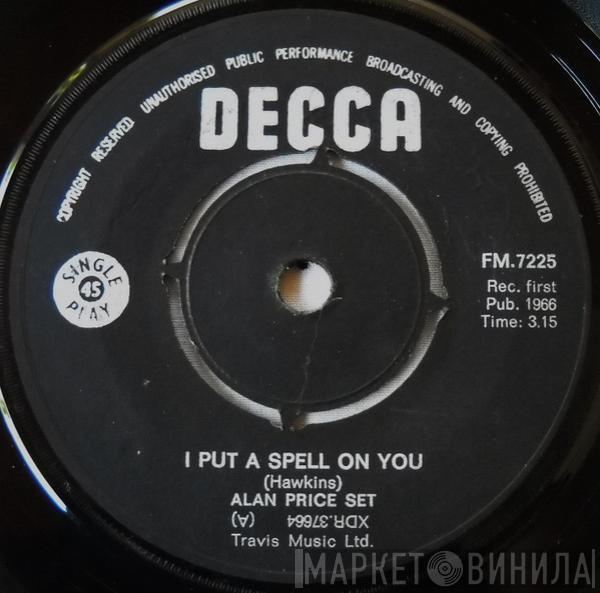 COPYRIGHT RESERVED UNAUTHORISED PUBLIC PERFORMANCE BROADCASTING AND COPYING PROHIBITED
DECCA
SINGLE
45
PLAY
FM.7225
Rec. first
Pub. 1966
Time: 3.15
I PUT A SPELL ON YOU
(Hawkins)
ALAN PRICE SET
XDR.37664 (A)
Travis Music Ltd.
МАРКЕТ ВИНИЛА